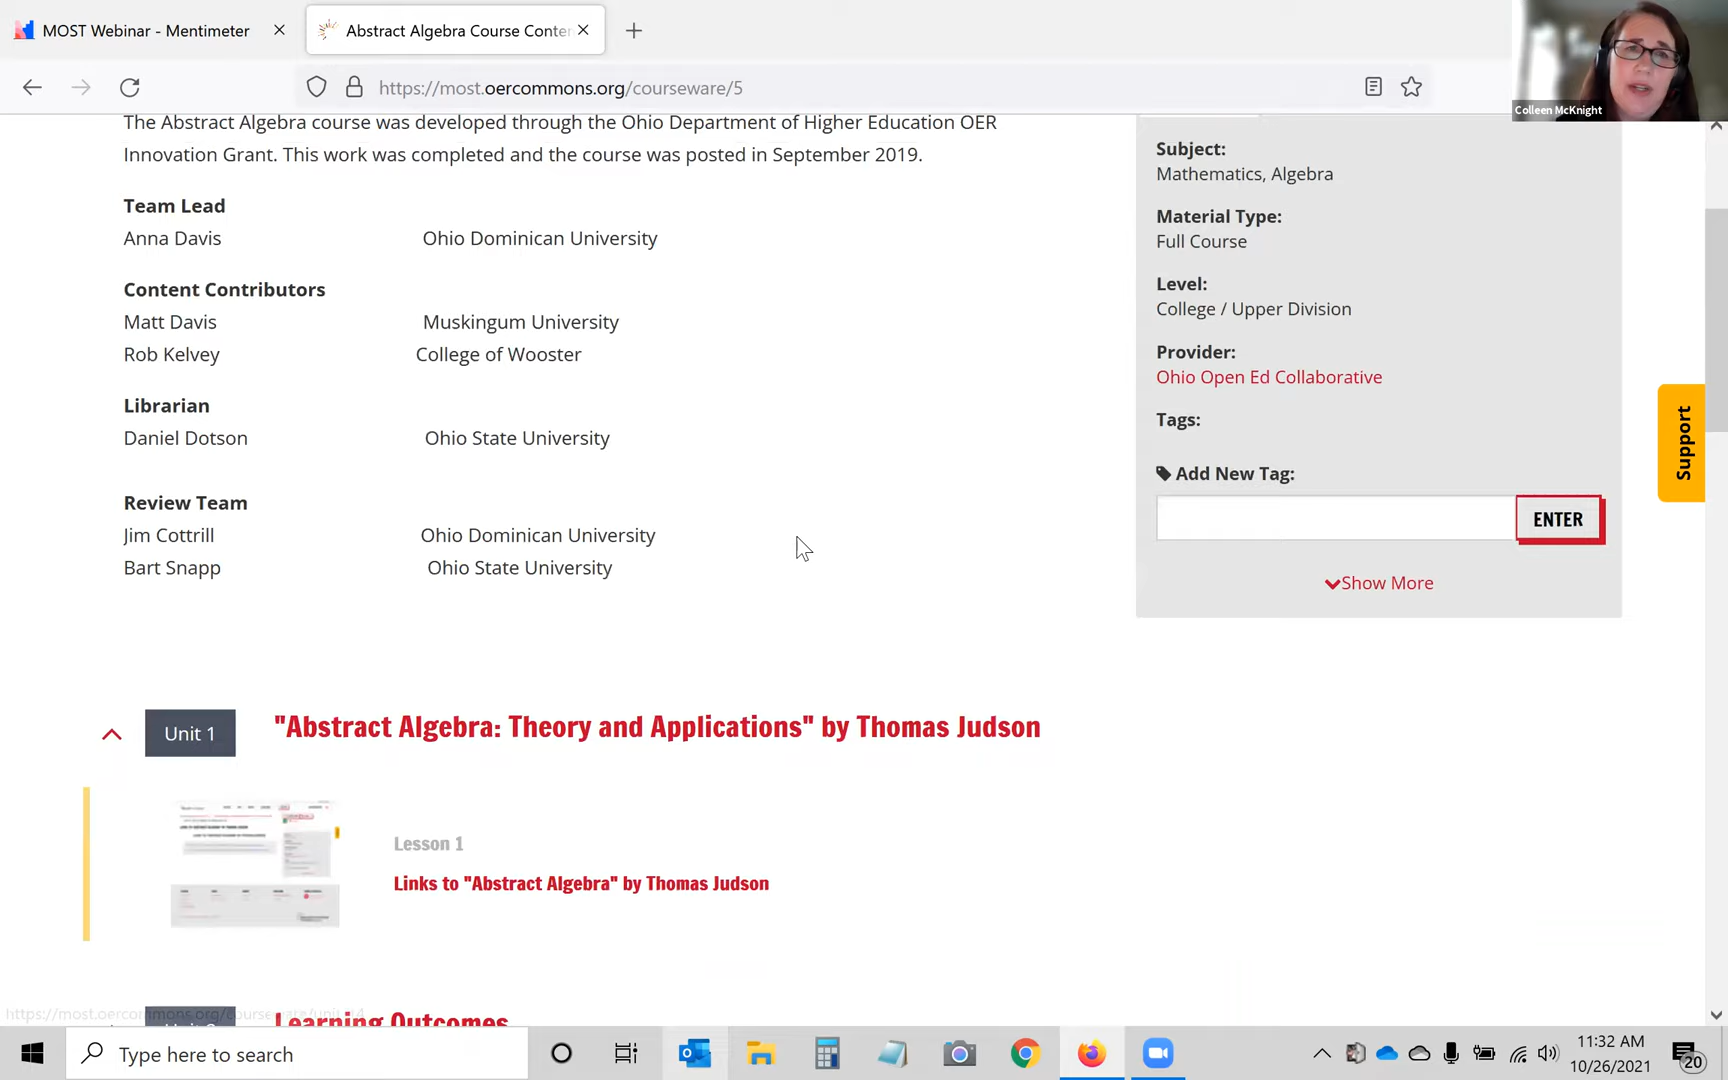 MOST Webinar - Mentimeter
Abstract Algebra Course Conte
https://most.oercommons.org/courseware/5
Colleen McKnight
The Abstract Algebra course was developed through the Ohio Department of Higher Education OER
Innovation Grant. This work was completed and the course was posted in September 2019.
Team Lead
Anna Davis Ohio Dominican University
Content Contributors
Matt Davis Muskingum University
Rob Kelvey College of Wooster
Librarian
Daniel Dotson Ohio State University
Review Team
Jim Cottrill Ohio Dominican University
Bart Snapp Ohio State University
Subject:
Mathematics, Algebra
Material Type:
Full Course
Level:
College / Upper Division
Provider:
Ohio Open Ed Collaborative
Tags:
Add New Tag:
ENTER
Show More
Support
Unit 1 "Abstract Algebra: Theory and Applications" by Thomas Judson
Lesson 1
Links to "Abstract Algebra" by Thomas Judson
Learning Outcomes
Type here to search
11:32 AM
10/26/2021
20